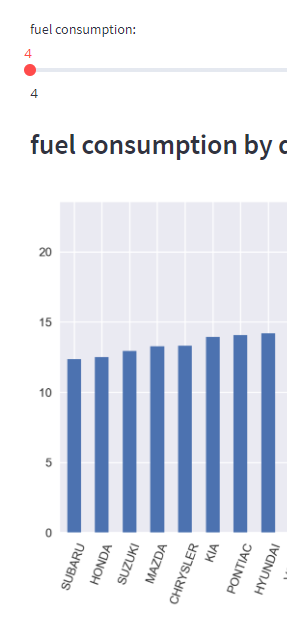 fuel consumption:
4
4
fuel consumption by
20
15
10
5
0
SUBARU
HONDA
SUZUKI
MAZDA
CHRYSLER
KIA
PONTIAC
HYUNDAI